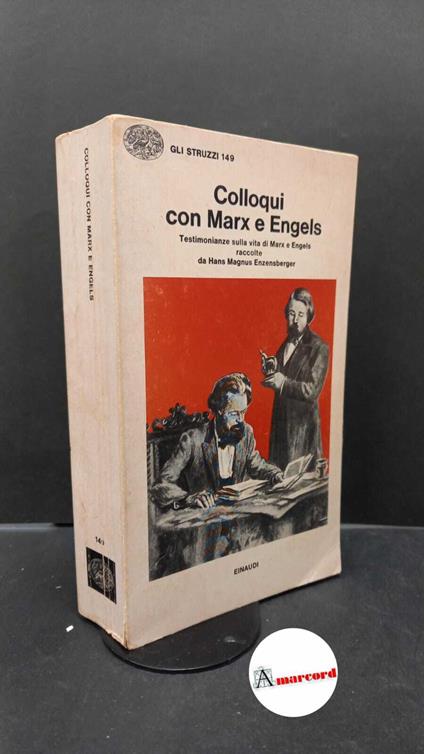 GLI STRUZZI 149
Colloqui
con Marx e Engels
Testimonianze sulla vita di Marx e Engels
raccolte
da Hans Magnus Enzensberger
EINAUDI
COLLOQUI CON MARX E ENGELS
149
Amarcord